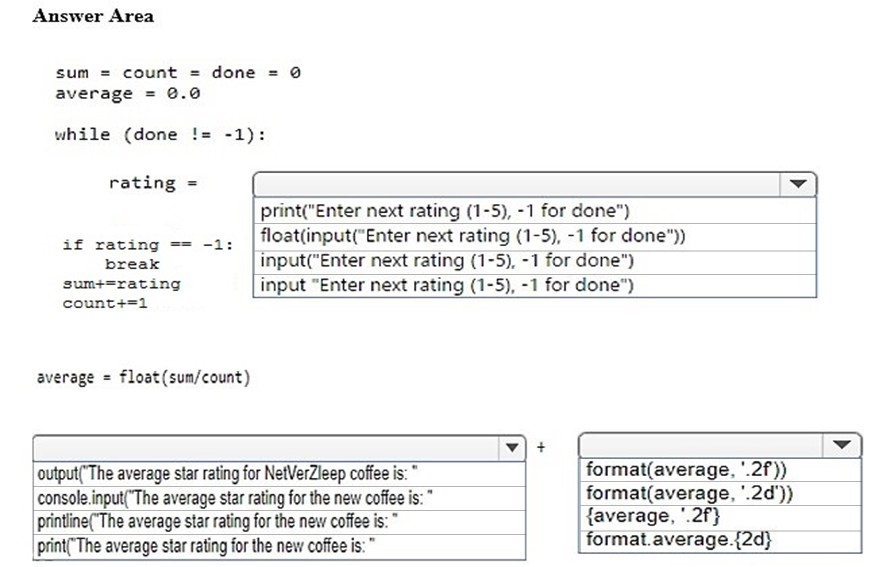 Answer Area
sum = count = done = 0
average = 0.0
while (done != -1):
rating =
print("Enter next rating (1-5), -1 for done")
float(input("Enter next rating (1-5), -1 for done"))
input("Enter next rating (1-5), -1 for done")
input "Enter next rating (1-5), -1 for done")
if rating == -1:
break
sum+=rating
count+=1
average = float(sum/count)
+
output("The average star rating for NetVerZleep coffee is: "
console.input("The average star rating for the new coffee is: "
printline("The average star rating for the new coffee is: "
print("The average star rating for the new coffee is: "
format(average, '.2f'))
format(average, '.2d'))
{average, '.2f}
format.average.{2d}